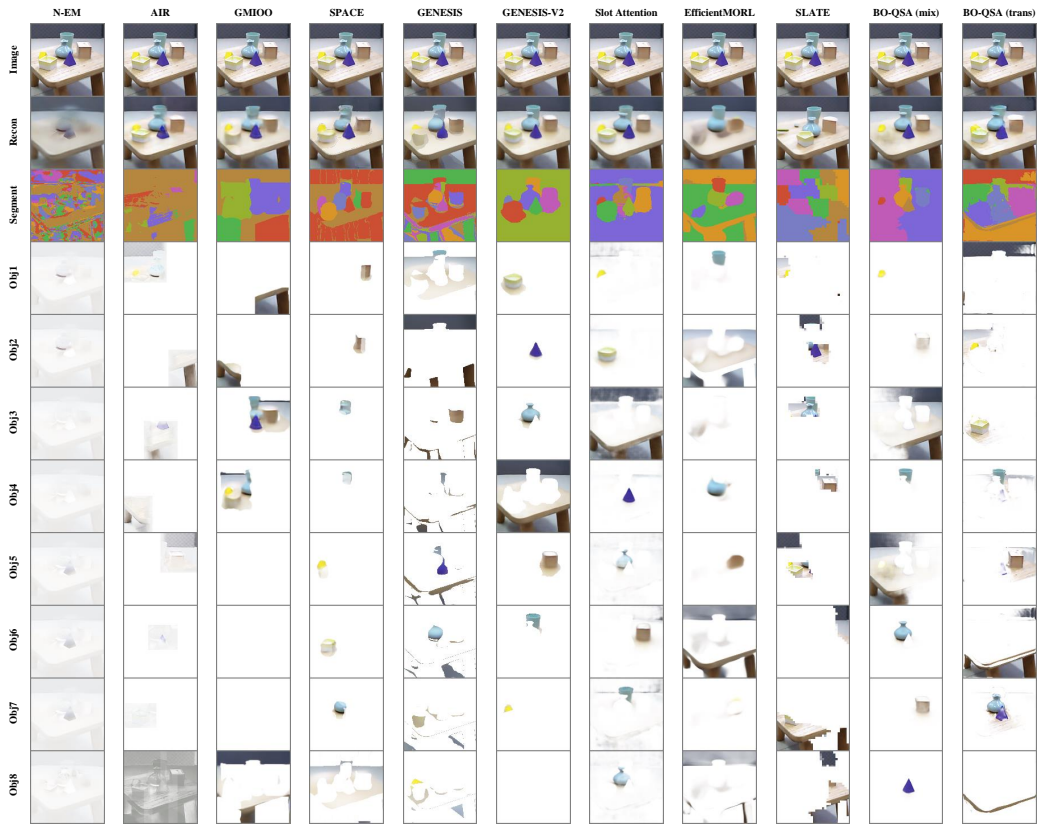 N-EM AIR GMIOO SPACE GENESIS GENESIS-V2 Slot Attention EfficientMORL SLATE BO-QSA (mix) BO-QSA (trans)
Image
Recon
Segment
Obj1
Obj2
Obj3
Obj4
Obj5
Obj6
Obj7
Obj8